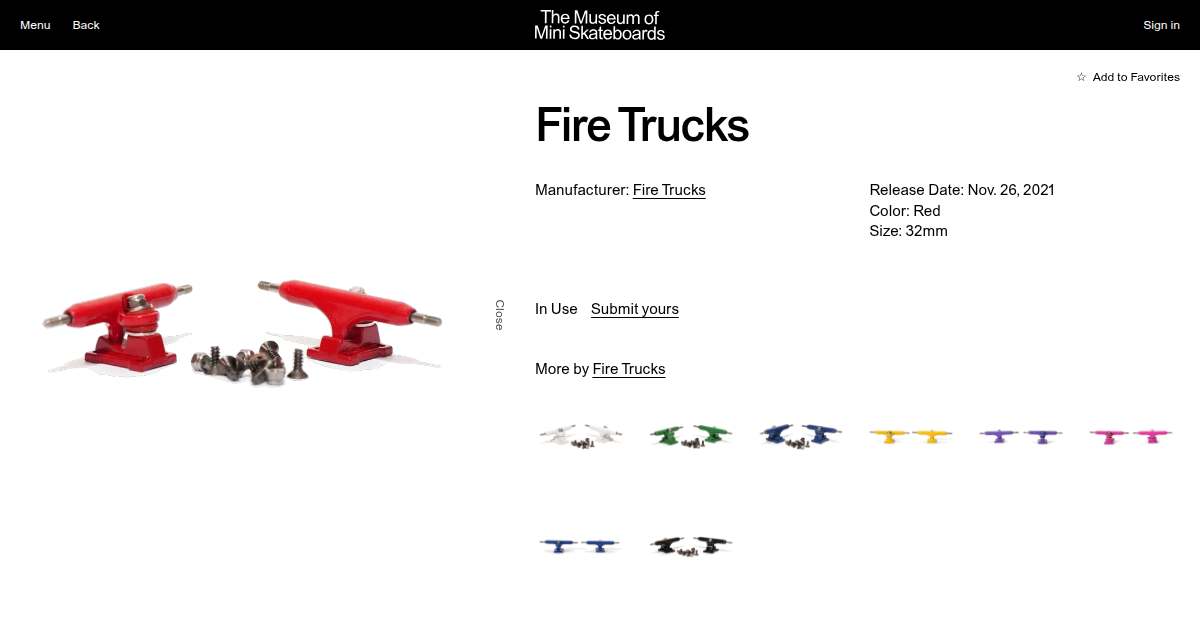 Menu
Back
The Museum of
Mini Skateboards
Sign in
☆ Add to Favorites
Fire Trucks
Manufacturer: Fire Trucks
Release Date: Nov. 26, 2021
Color: Red
Size: 32mm
Close
In Use Submit yours
More by Fire Trucks